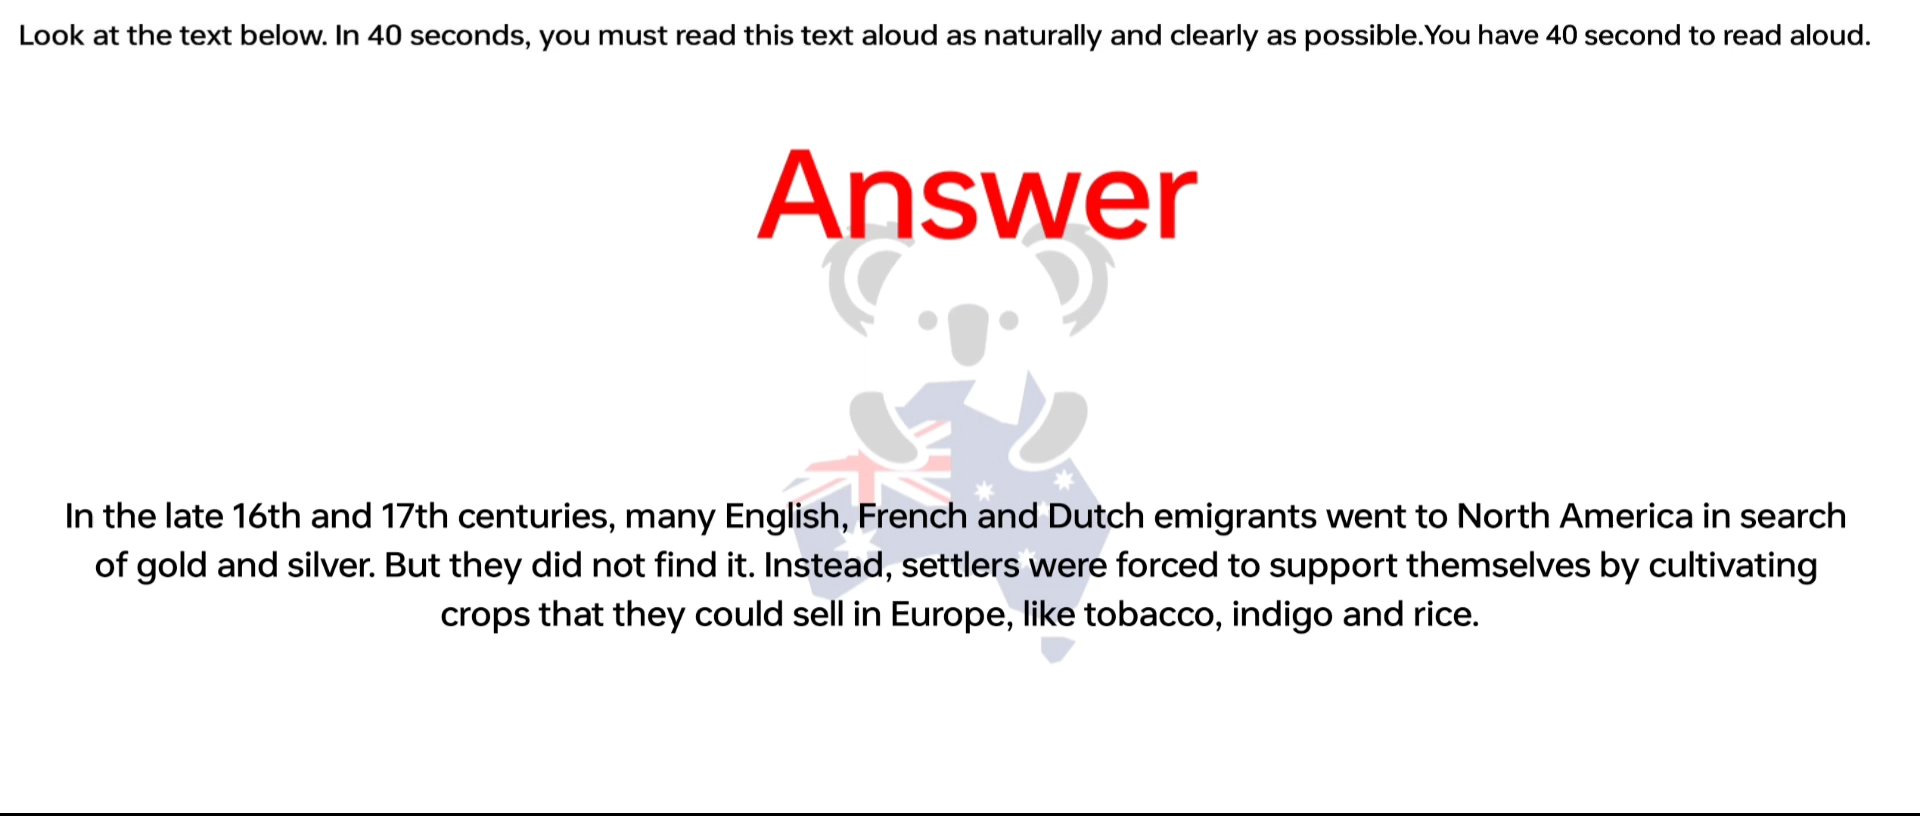 Look at the text below. In 40 seconds, you must read this text aloud as naturally and clearly as possible.You have 40 second to read aloud.
Answer
In the late 16th and 17th centuries, many English, French and Dutch emigrants went to North America in search
of gold and silver. But they did not find it. Instead, settlers were forced to support themselves by cultivating
crops that they could sell in Europe, like tobacco, indigo and rice.